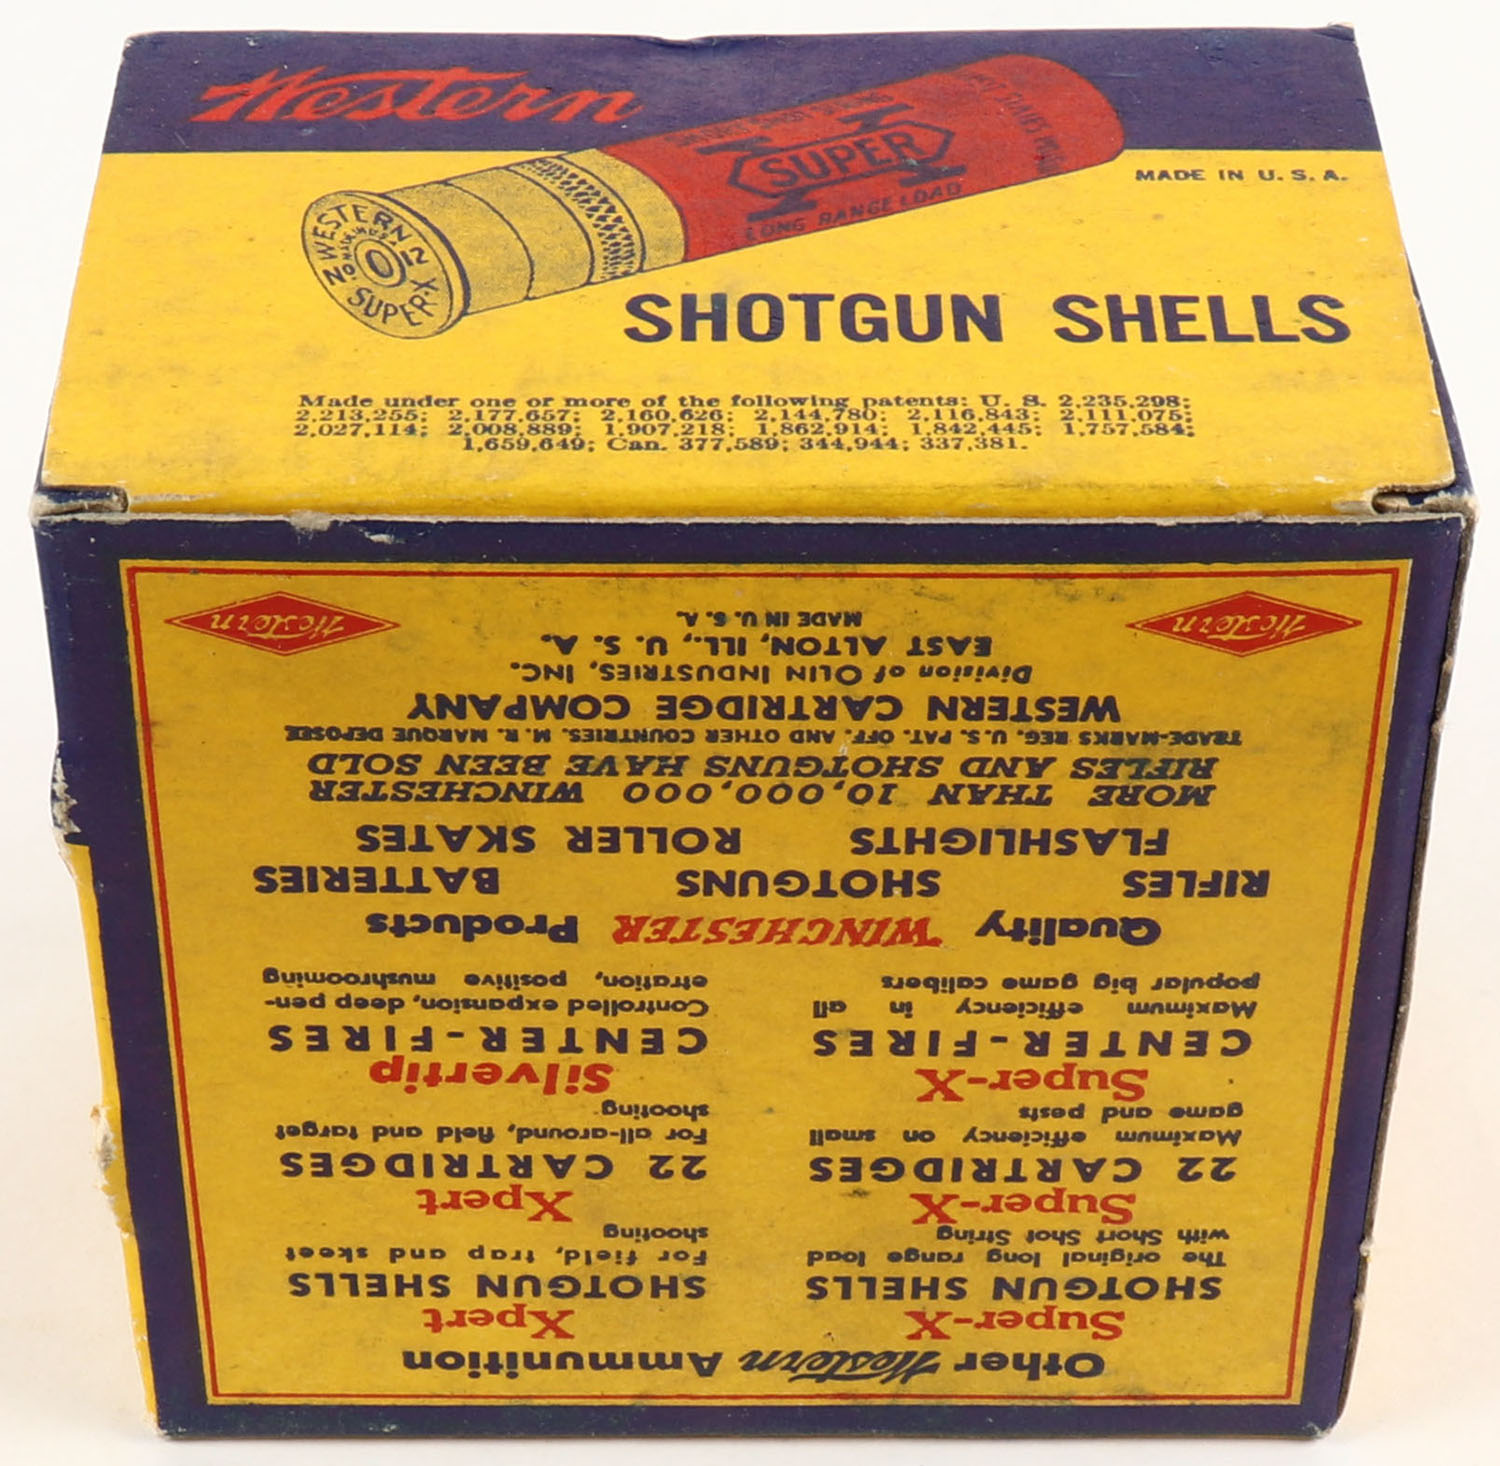 Western
SUPER
LONG RANGE LOAD
WESTERN
No 12
SUPER-X
MADE IN U. S. A.
SHOTGUN SHELLS
Made under one or more of the following patents: U. S. 2,235,298;
2,213,255; 2,177,657; 2,160,626; 2,144,780; 2,116,843; 2,111,075;
2,027,114; 2,008,889; 1,907,218; 1,862,914; 1,842,445; 1,757,584;
1,659,649; Can. 377,589; 344,944; 337,381.
Other Western Ammunition
Super-X
SHOTGUN SHELLS
The original long range load
with Short Shot String
Xpert
SHOTGUN SHELLS
For field, trap and skeet
shooting
Super-X
22 CARTRIDGES
Maximum efficiency on small
game and pests
Xpert
22 CARTRIDGES
For all-around, field and target
shooting
Super-X
CENTER-FIRES
Maximum efficiency in all
popular big game calibers
Silvertip
CENTER-FIRES
Controlled expansion, deep pen-
etration, positive mushrooming
Quality WINCHESTER Products
RIFLES SHOTGUNS BATTERIES
FLASHLIGHTS ROLLER SKATES
MORE THAN 10,000,000 WINCHESTER
RIFLES AND SHOTGUNS HAVE BEEN SOLD
TRADE-MARKS REG. U.S. PAT. OFF. AND OTHER COUNTRIES. M. R. MARQUE DEPOSEE
WESTERN CARTRIDGE COMPANY
Division of OLIN INDUSTRIES, INC.
EAST ALTON, ILL., U. S. A.
MADE IN U. S. A.
Western
Western